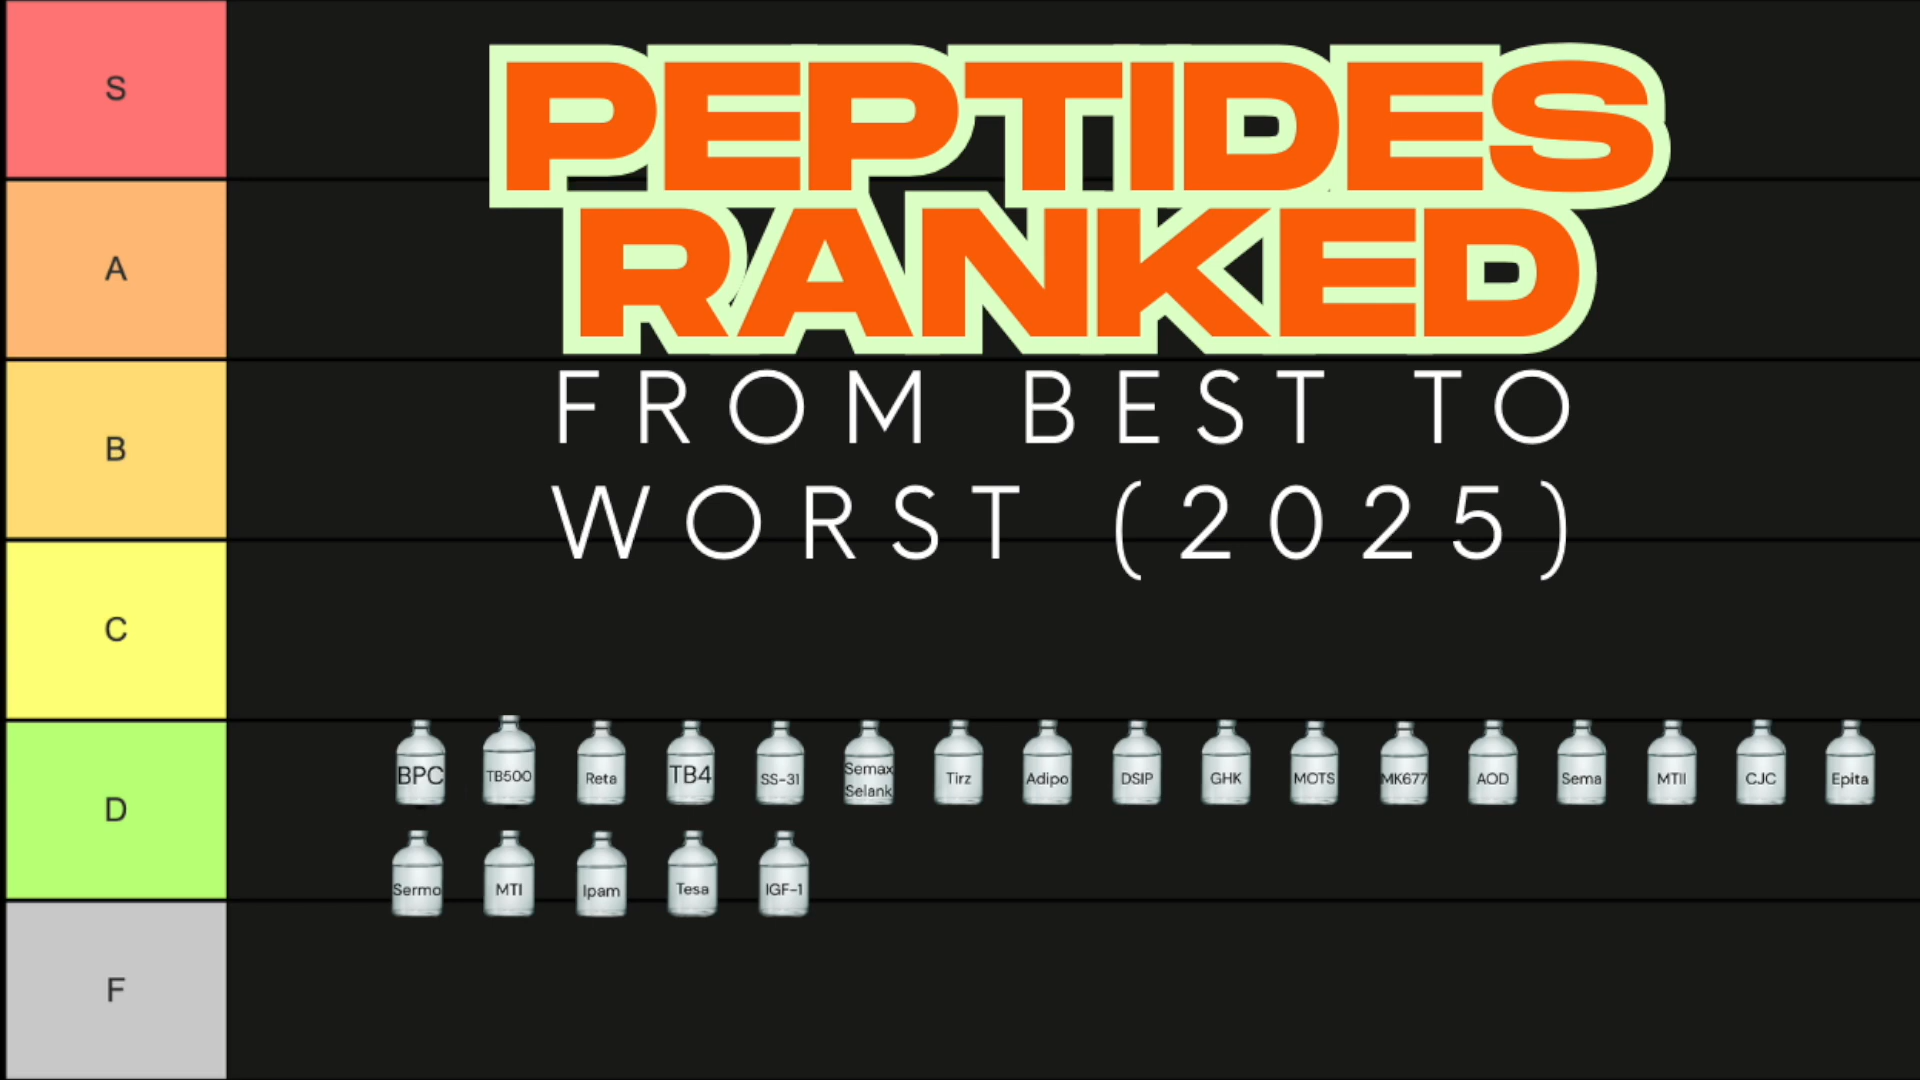 S
PEPTIDES
A
RANKED
B
FROM BEST TO
WORST (2025)
C
D
BPC
TB500
Reta
TB4
SS-31
Semax
Selank
Tirz
Adipo
DSIP
GHK
MOTS
MK677
AOD
Sema
MTII
CJC
Epita
Sermo
MTI
Ipam
Tesa
IGF-1
F